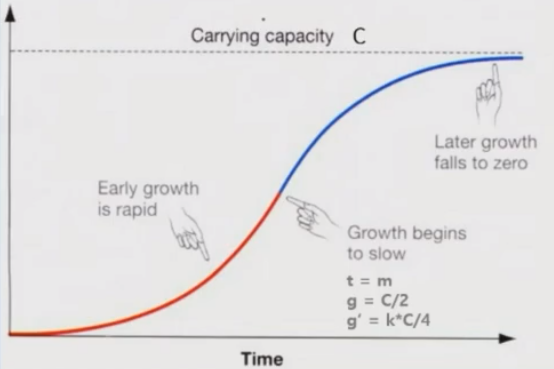 Carrying capacity C
Later growth
falls to zero
Early growth
is rapid
Growth begins
to slow
t = m
g = C/2
g' = k*C/4
Time